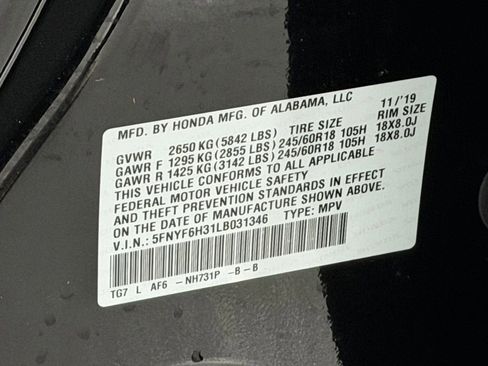 MFD. BY HONDA MFG. OF ALABAMA, LLC 11/'19
GVWR 2650 KG (5842 LBS) TIRE SIZE RIM SIZE
GAWR F 1295 KG (2855 LBS) 245/60R18 105H 18X8.0J
GAWR R 1425 KG (3142 LBS) 245/60R18 105H 18X8.0J
THIS VEHICLE CONFORMS TO ALL APPLICABLE
FEDERAL MOTOR VEHICLE SAFETY
AND THEFT PREVENTION STANDARDS IN EFFECT
ON THE DATE OF MANUFACTURE SHOWN ABOVE.
V.I.N.: 5FNYF6H31LB031346 TYPE: MPV
TG7 L AF6 -NH731P -B -B